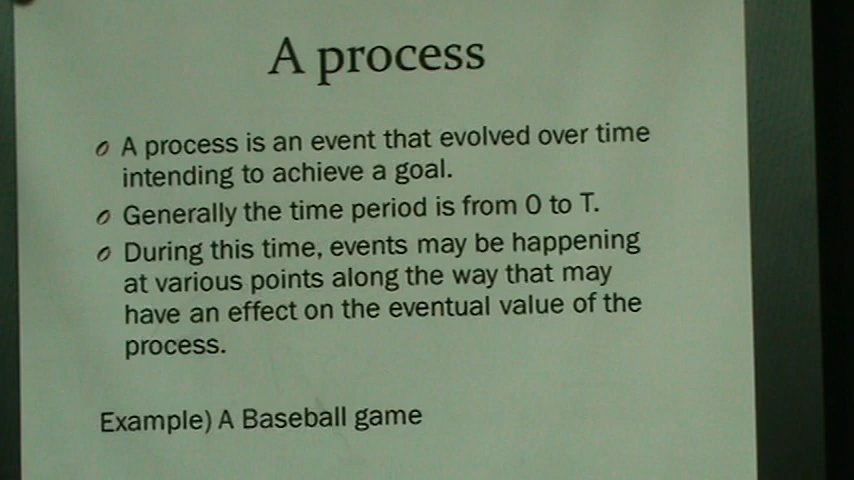 A process
A process is an event that evolved over time
intending to achieve a goal.
Generally the time period is from 0 to T.
During this time, events may be happening
at various points along the way that may
have an effect on the eventual value of the
process.
Example) A Baseball game